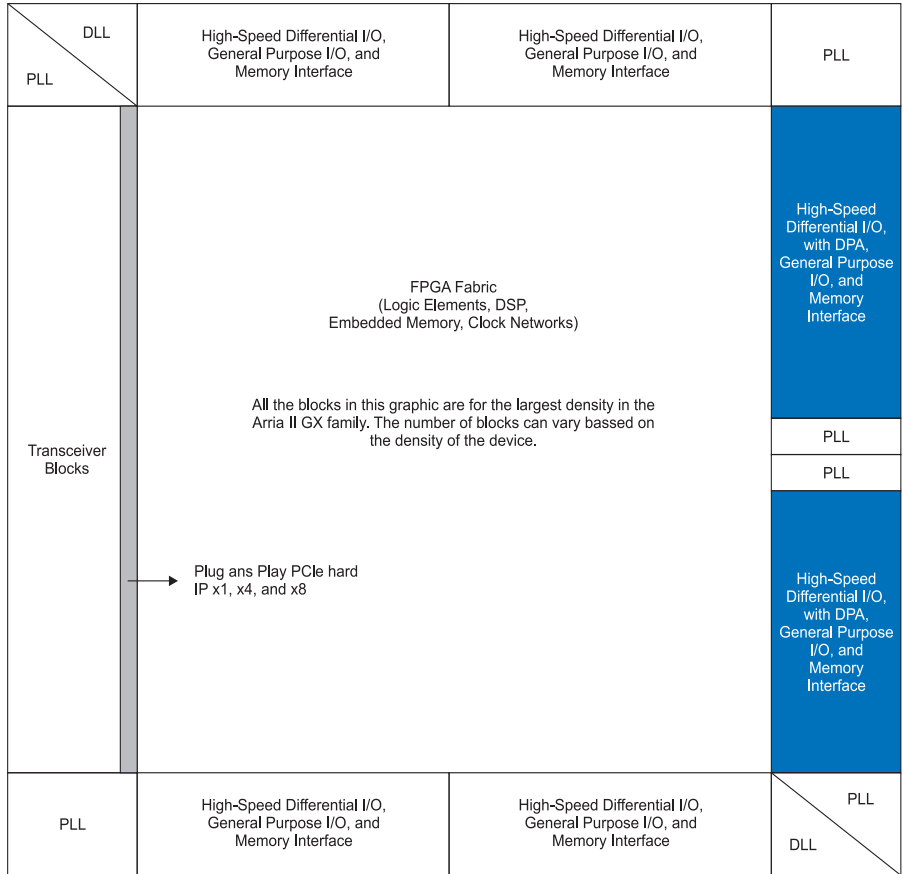 DLL
PLL
High-Speed Differential I/O,
General Purpose I/O, and
Memory Interface
High-Speed Differential I/O,
General Purpose I/O, and
Memory Interface
PLL
Transceiver
Blocks
FPGA Fabric
(Logic Elements, DSP,
Embedded Memory, Clock Networks)
All the blocks in this graphic are for the largest density in the
Arria II GX family. The number of blocks can vary bassed on
the density of the device.
Plug ans Play PCIe hard
IP x1, x4, and x8
High-Speed
Differential I/O,
with DPA,
General Purpose
I/O, and
Memory
Interface
PLL
PLL
High-Speed
Differential I/O,
with DPA,
General Purpose
I/O, and
Memory
Interface
PLL
High-Speed Differential I/O,
General Purpose I/O, and
Memory Interface
High-Speed Differential I/O,
General Purpose I/O, and
Memory Interface
PLL
DLL